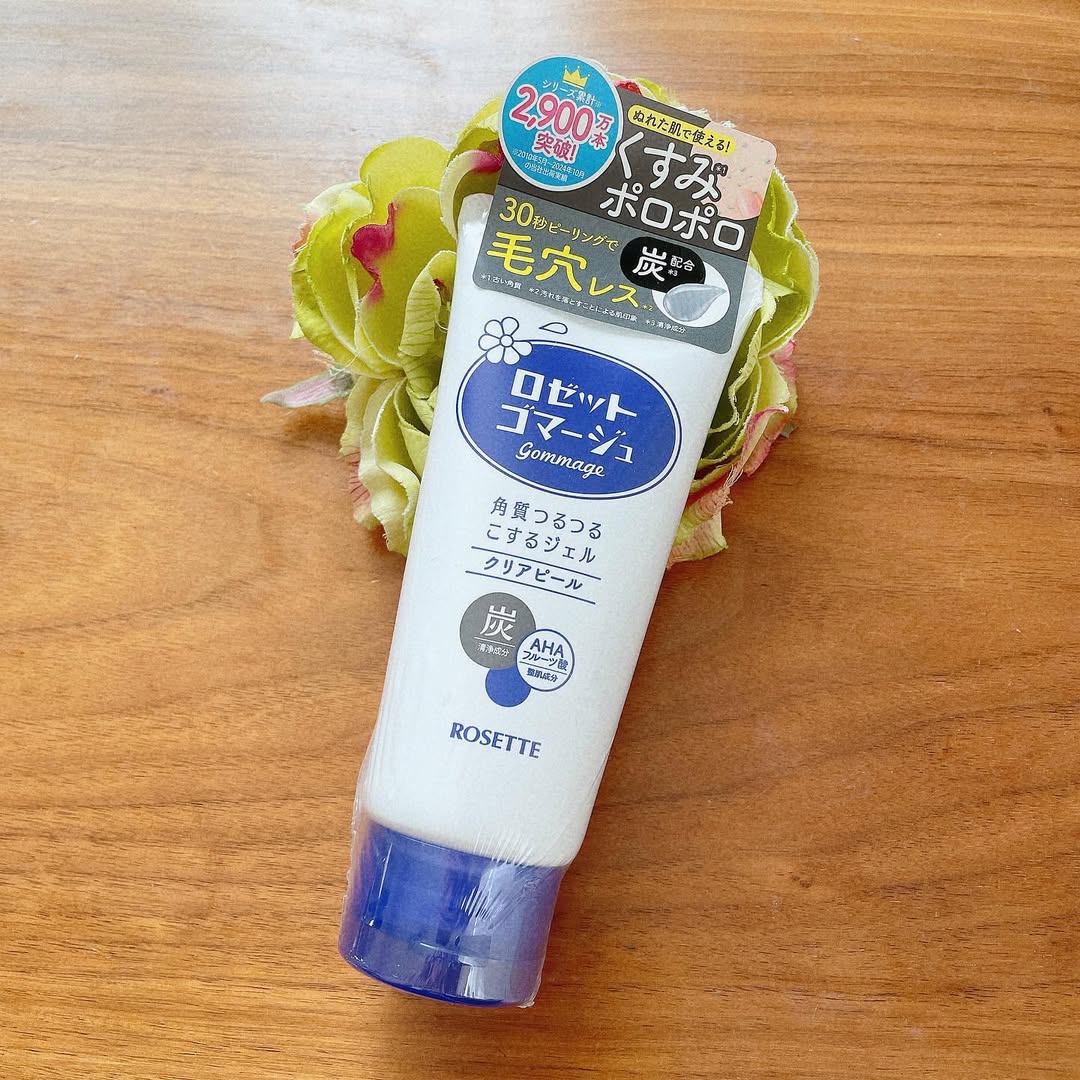 シリーズ累計※
2,900万本
突破!
※2010年5月~2024年10月
の当社出荷実績
ぬれた肌で使える!
くすみ*1
ポロポロ
30秒ピーリングで
毛穴レス*2
炭配合*3
*1 古い角質 *2 汚れを落とすことによる肌印象 *3 清浄成分
ロゼット
ゴマージュ
Gommage
角質つるつる
こするジェル
クリアピール
炭
清浄成分
AHA
フルーツ酸
整肌成分
ROSETTE